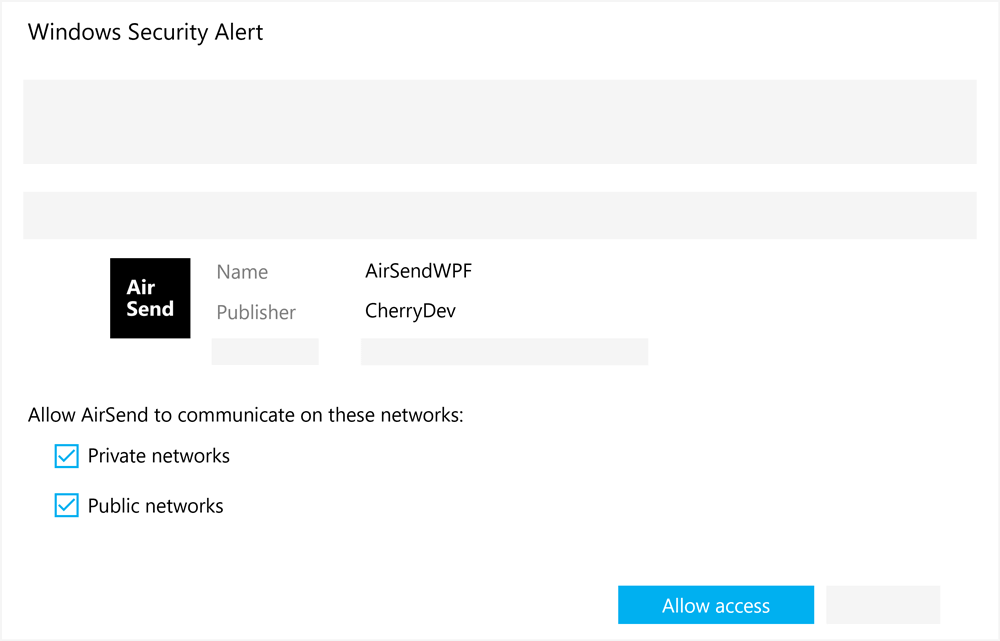 Windows Security Alert
Air
Send
Name
AirSendWPF
Publisher
CherryDev
Allow AirSend to communicate on these networks:
Private networks
Public networks
Allow access